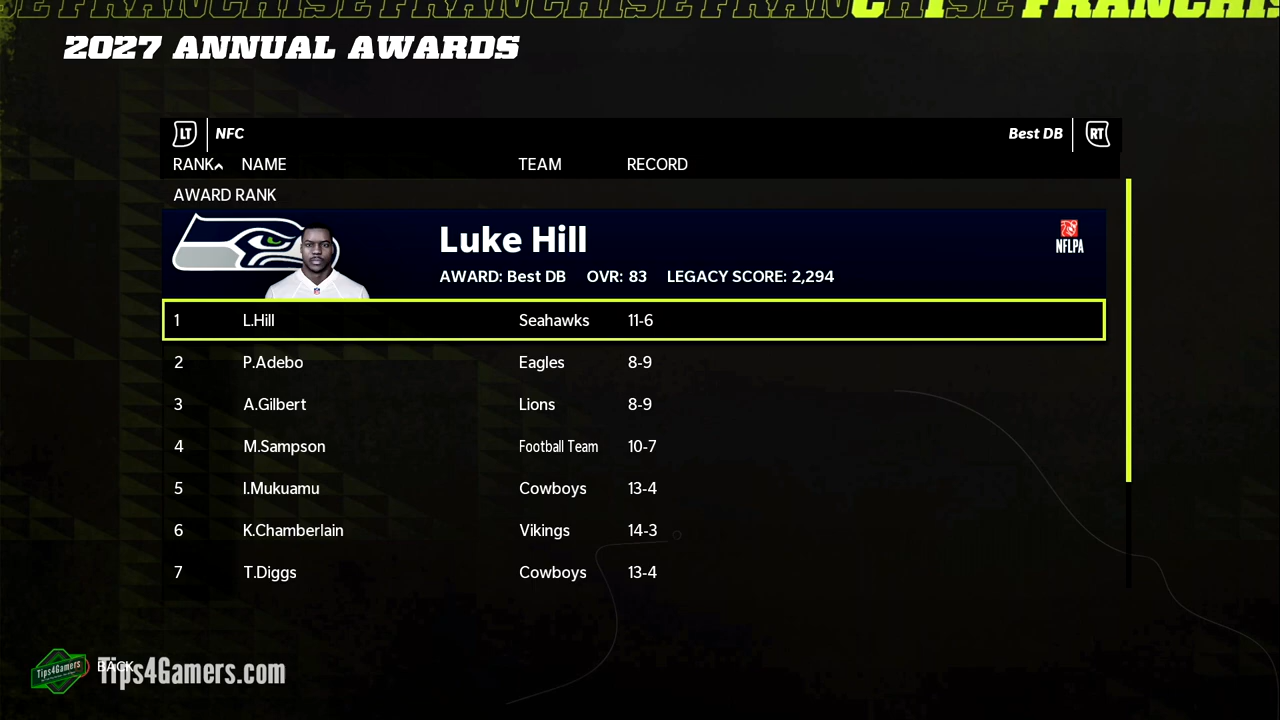 SE FRANCHISE FRANCHISE FRANCHISE FRANCHISE FRANCHIS
2027 ANNUAL AWARDS
LT NFC Best DB RT
RANK NAME TEAM RECORD
AWARD RANK
Luke Hill
NFLPA
AWARD: Best DB OVR: 83 LEGACY SCORE: 2,294
1 L.Hill Seahawks 11-6
2 P.Adebo Eagles 8-9
3 A.Gilbert Lions 8-9
4 M.Sampson Football Team 10-7
5 I.Mukuamu Cowboys 13-4
6 K.Chamberlain Vikings 14-3
7 T.Diggs Cowboys 13-4
BACK
Tips4Gamers Tips4Gamers.com